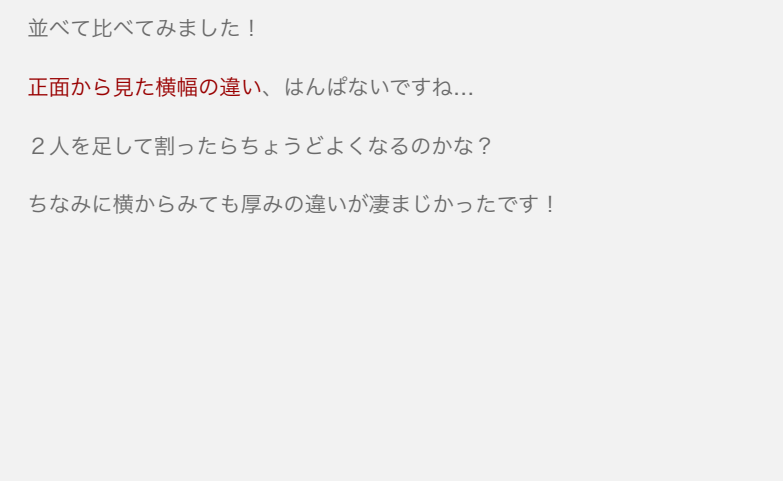 並べて比べてみました！
正面から見た横幅の違い、はんぱないですね…
２人を足して割ったらちょうどよくなるのかな？
ちなみに横からみても厚みの違いが凄まじかったです！